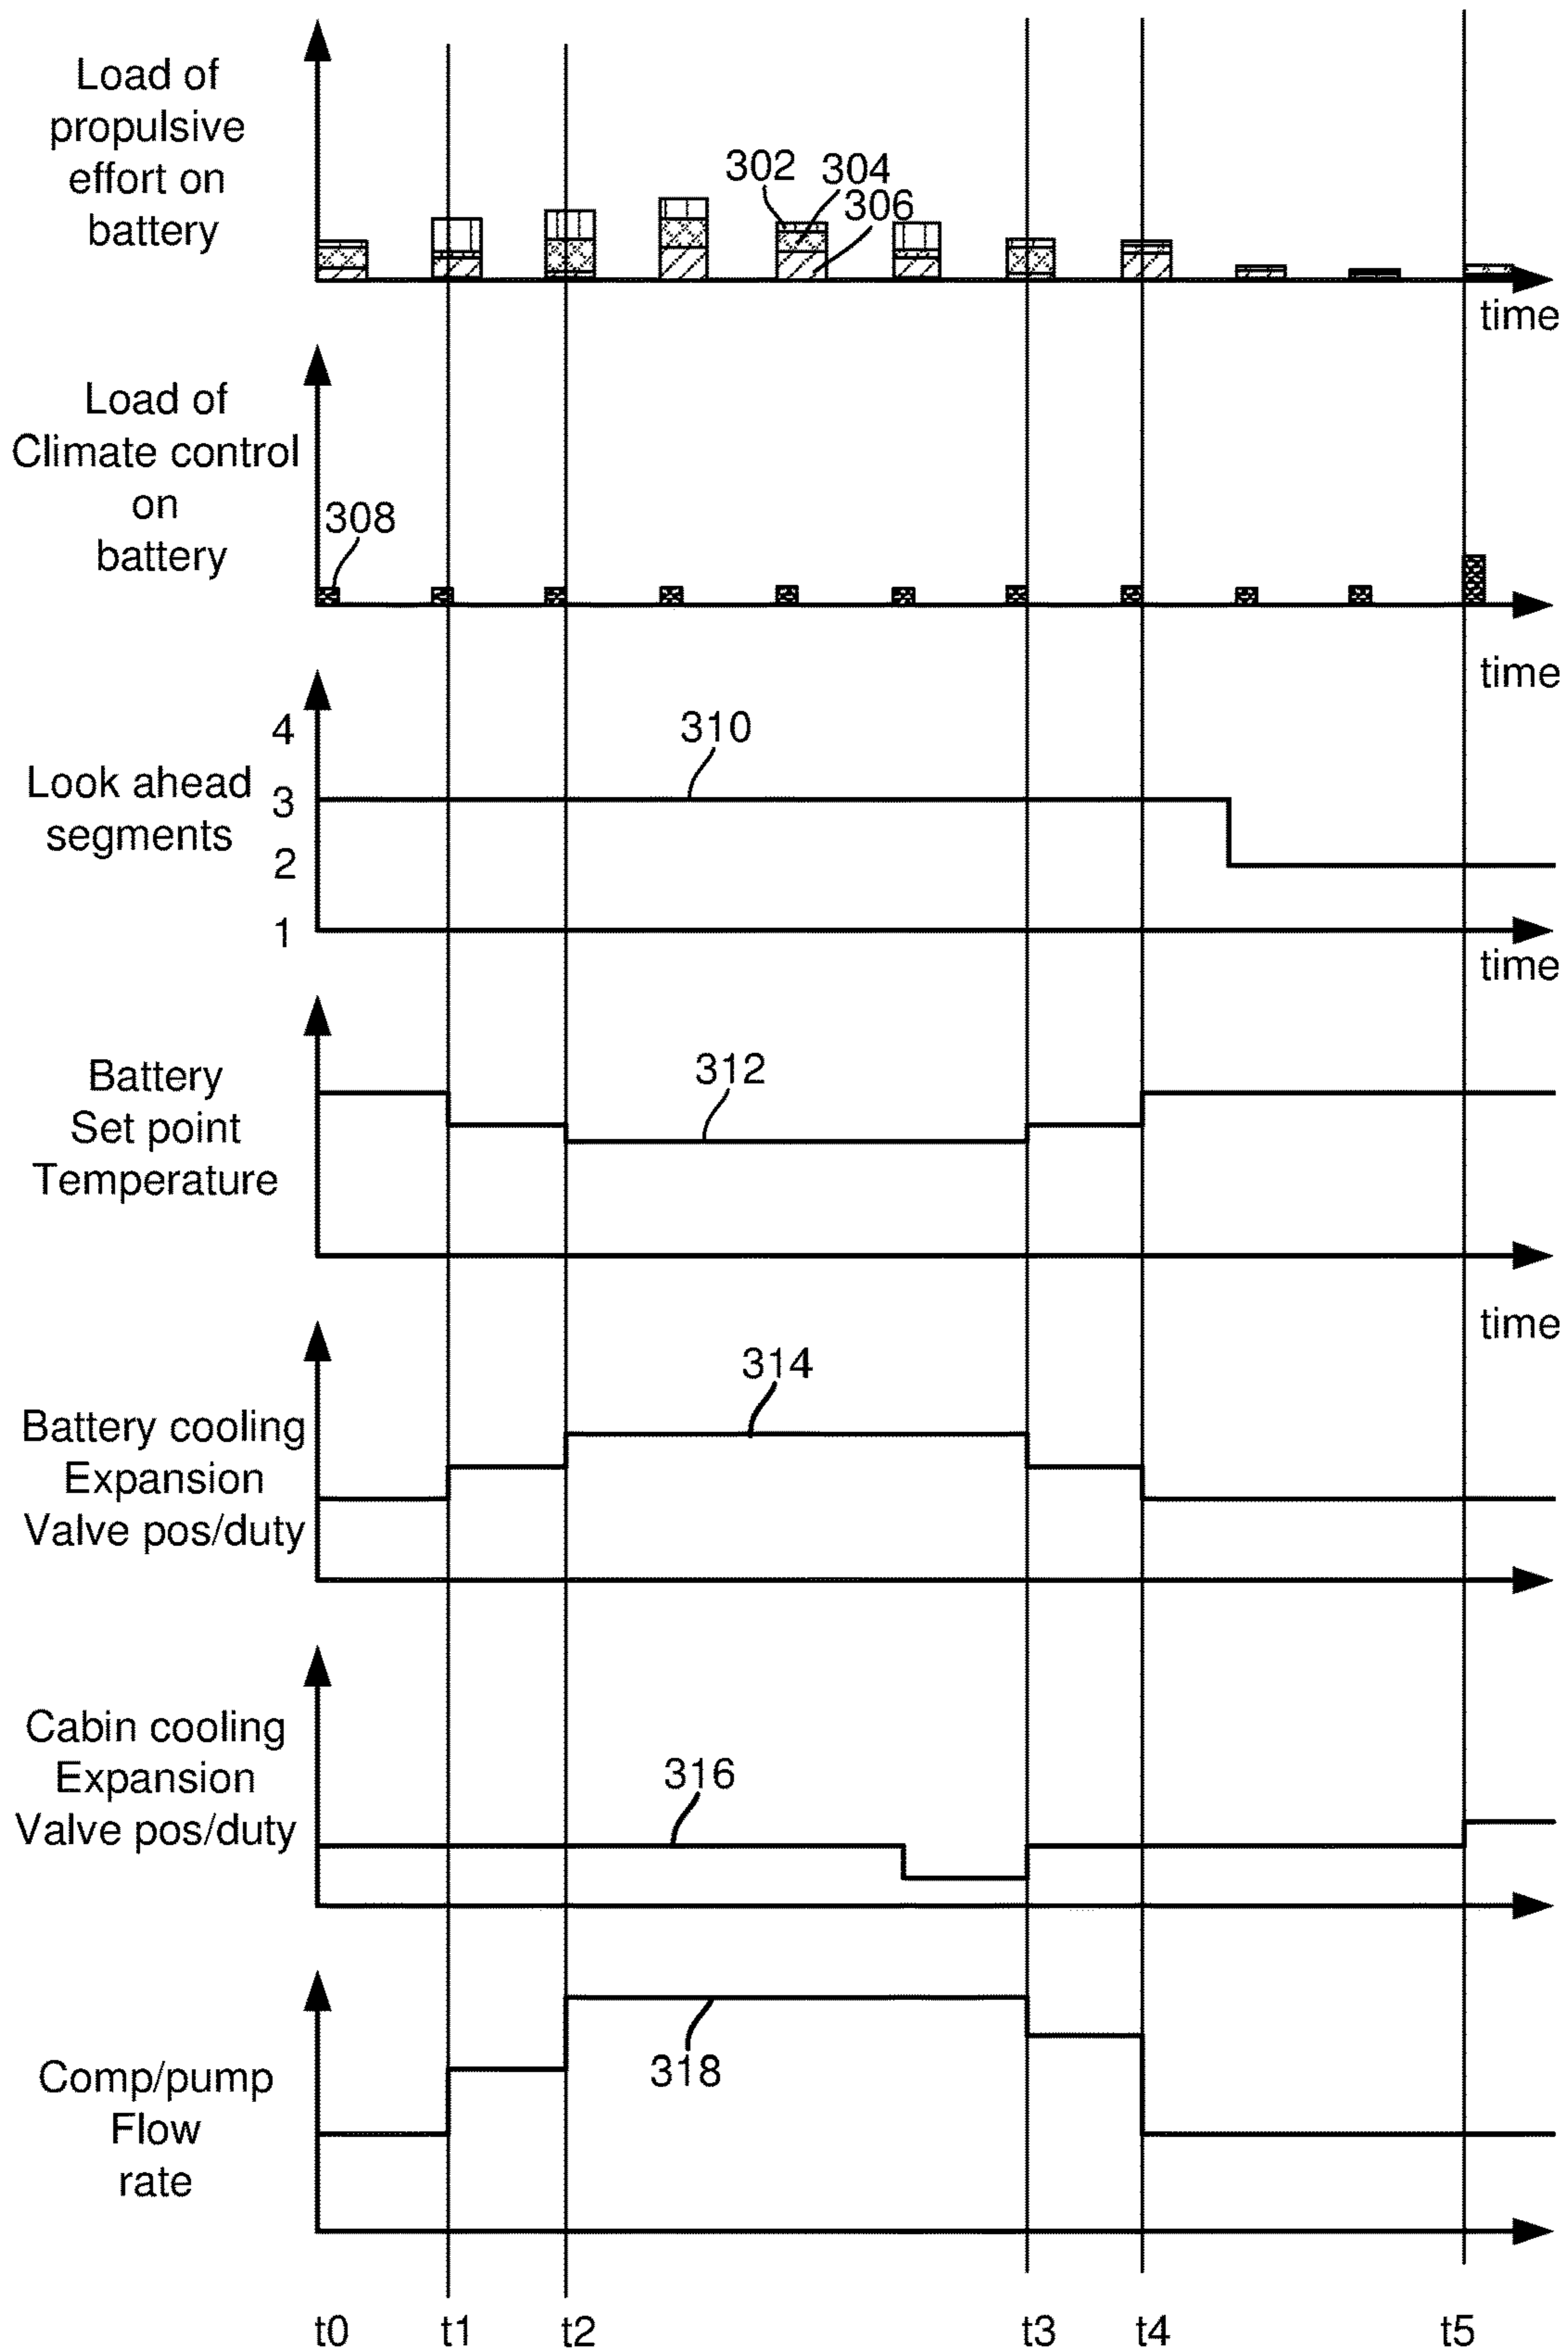 Load of
propulsive
effort on
battery
302
304
306
time
Load of
Climate control
on
battery
308
time
Look ahead
segments
4
3
2
1
310
time
Battery
Set point
Temperature
312
time
Battery cooling
Expansion
Valve pos/duty
314
Cabin cooling
Expansion
Valve pos/duty
316
Comp/pump
Flow
rate
318
t0 t1 t2 t3 t4 t5